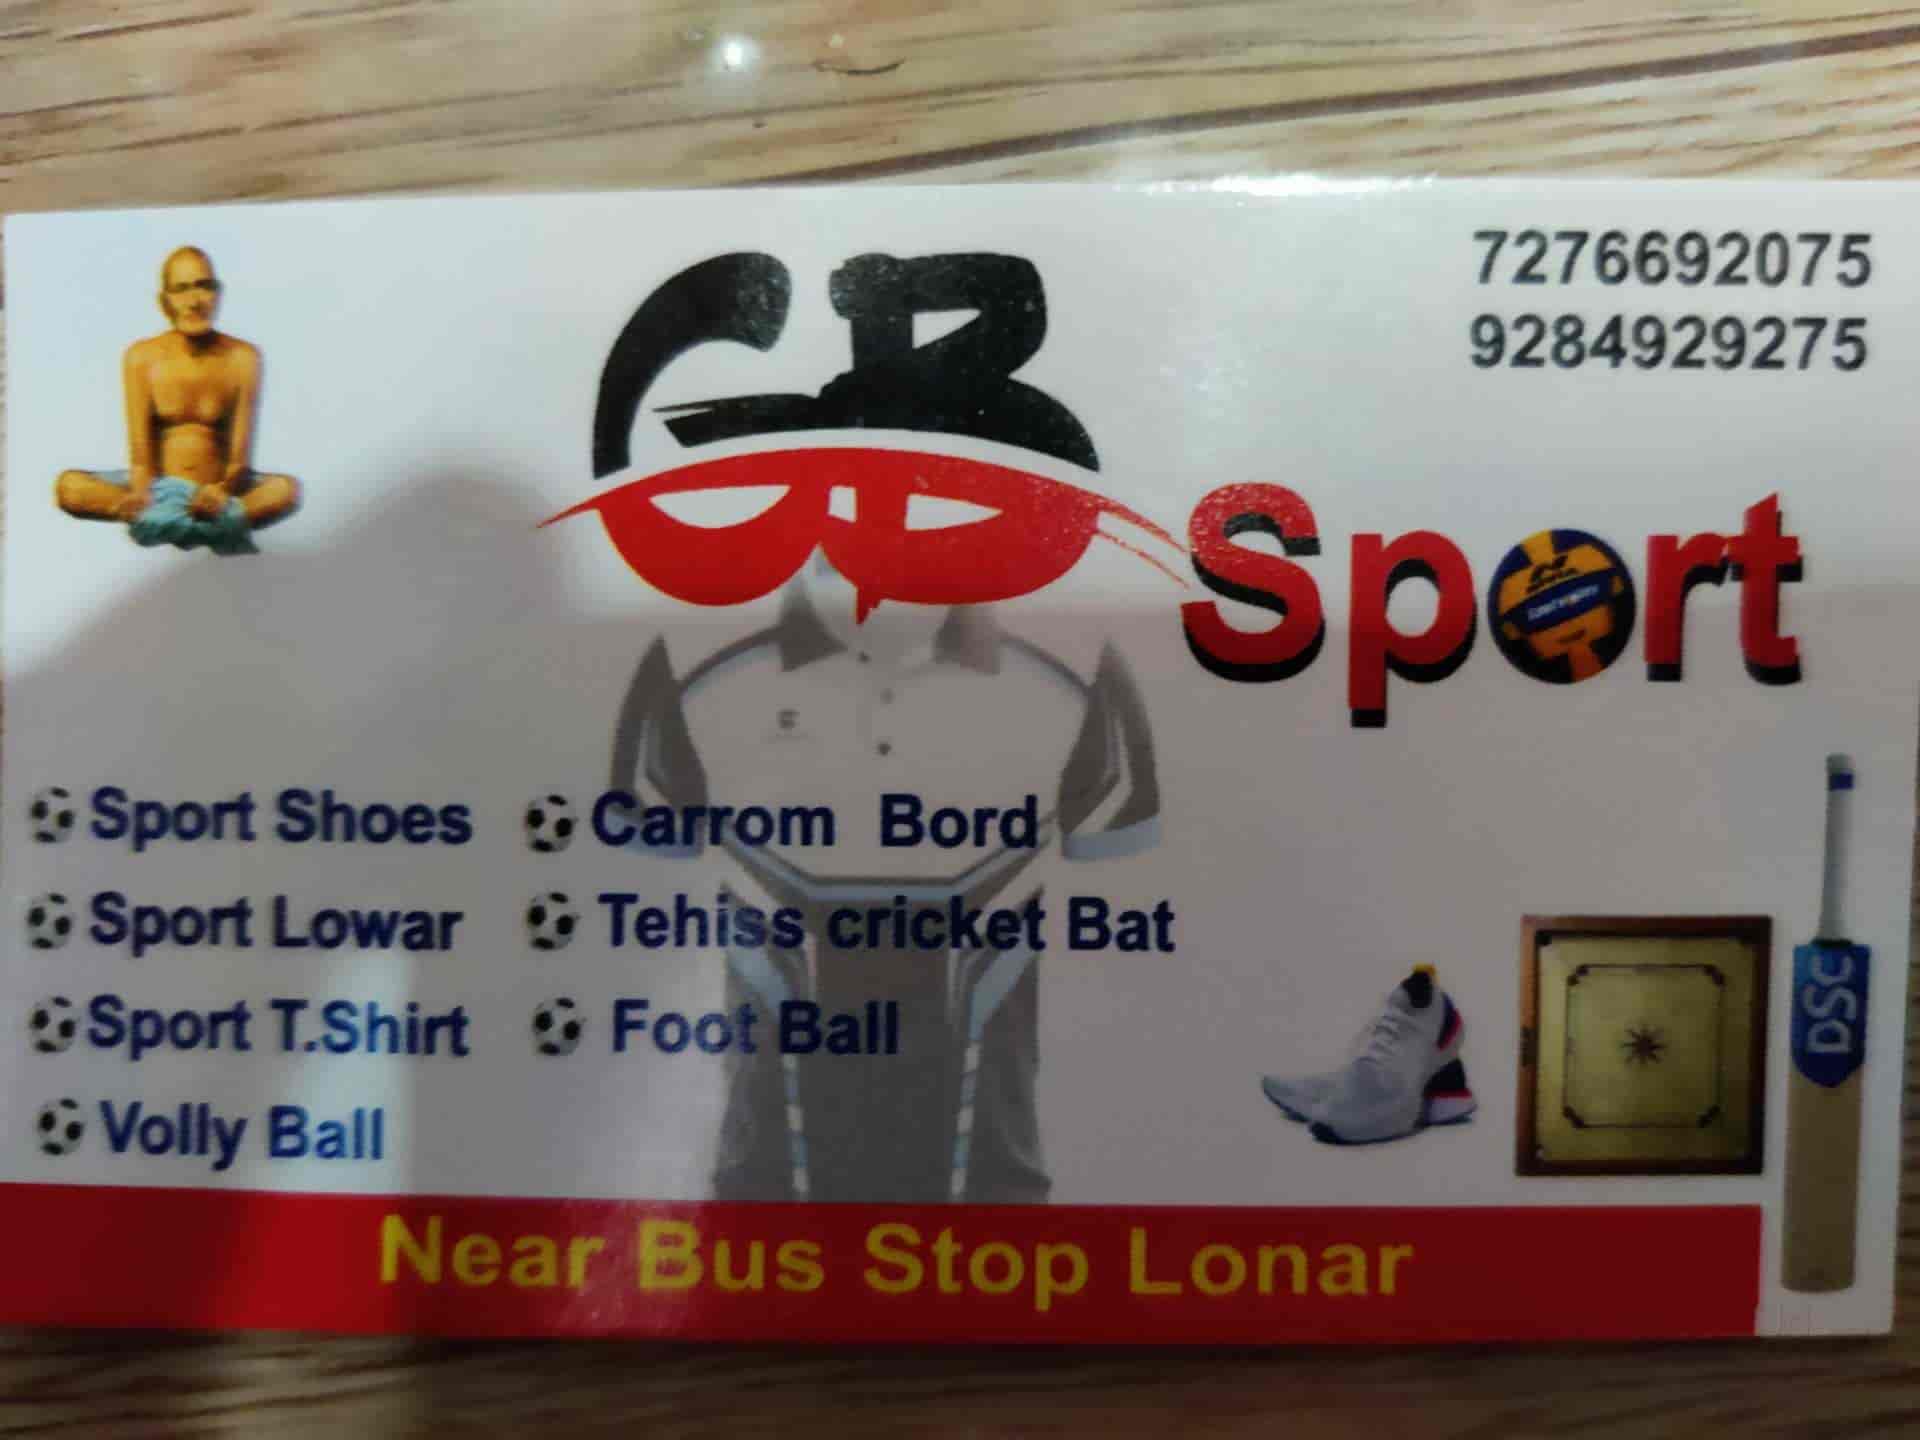 7276692075
9284929275
GB
Sport
Sport Shoes
Carrom Bord
Sport Lowar
Tehiss cricket Bat
Sport T.Shirt
Foot Ball
Volly Ball
DSC
Near Bus Stop Lonar